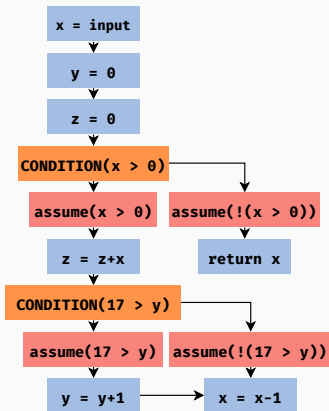 x = input
y = 0
z = 0
CONDITION(x > 0)
assume(x > 0)
assume(!(x > 0))
z = z+x
return x
CONDITION(17 > y)
assume(17 > y)
assume(!(17 > y))
y = y+1
x = x-1